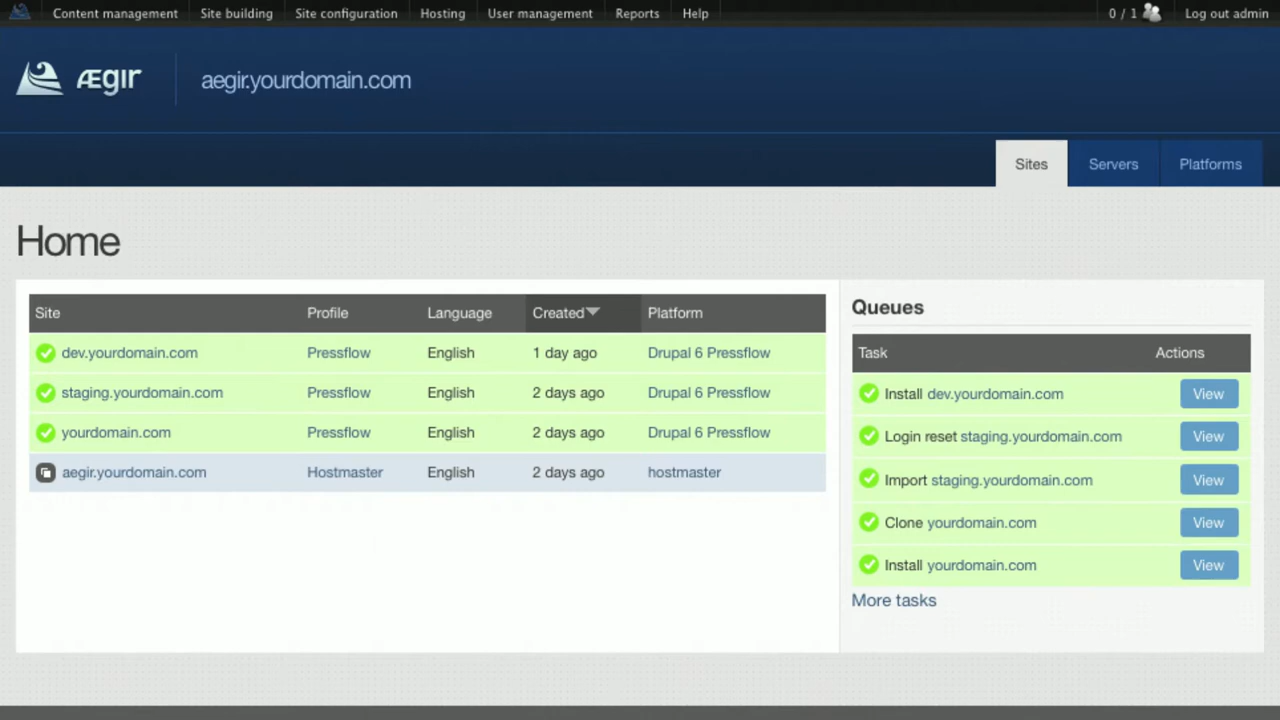 Content management Site building Site configuration Hosting User management Reports Help 0 / 1 Log out admin
ÆGIR aegir.yourdomain.com
Sites Servers Platforms
Home
Site Profile Language Created Platform
dev.yourdomain.com Pressflow English 1 day ago Drupal 6 Pressflow
staging.yourdomain.com Pressflow English 2 days ago Drupal 6 Pressflow
yourdomain.com Pressflow English 2 days ago Drupal 6 Pressflow
aegir.yourdomain.com Hostmaster English 2 days ago hostmaster
Queues
Task Actions
Install dev.yourdomain.com View
Login reset staging.yourdomain.com View
Import staging.yourdomain.com View
Clone yourdomain.com View
Install yourdomain.com View
More tasks